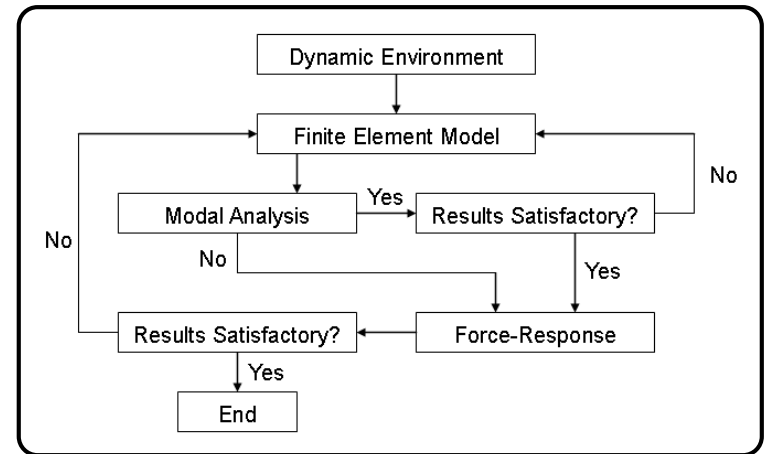 Dynamic Environment
Finite Element Model
No
Modal Analysis
Yes
Results Satisfactory?
No
No
Yes
Results Satisfactory?
Force-Response
Yes
End